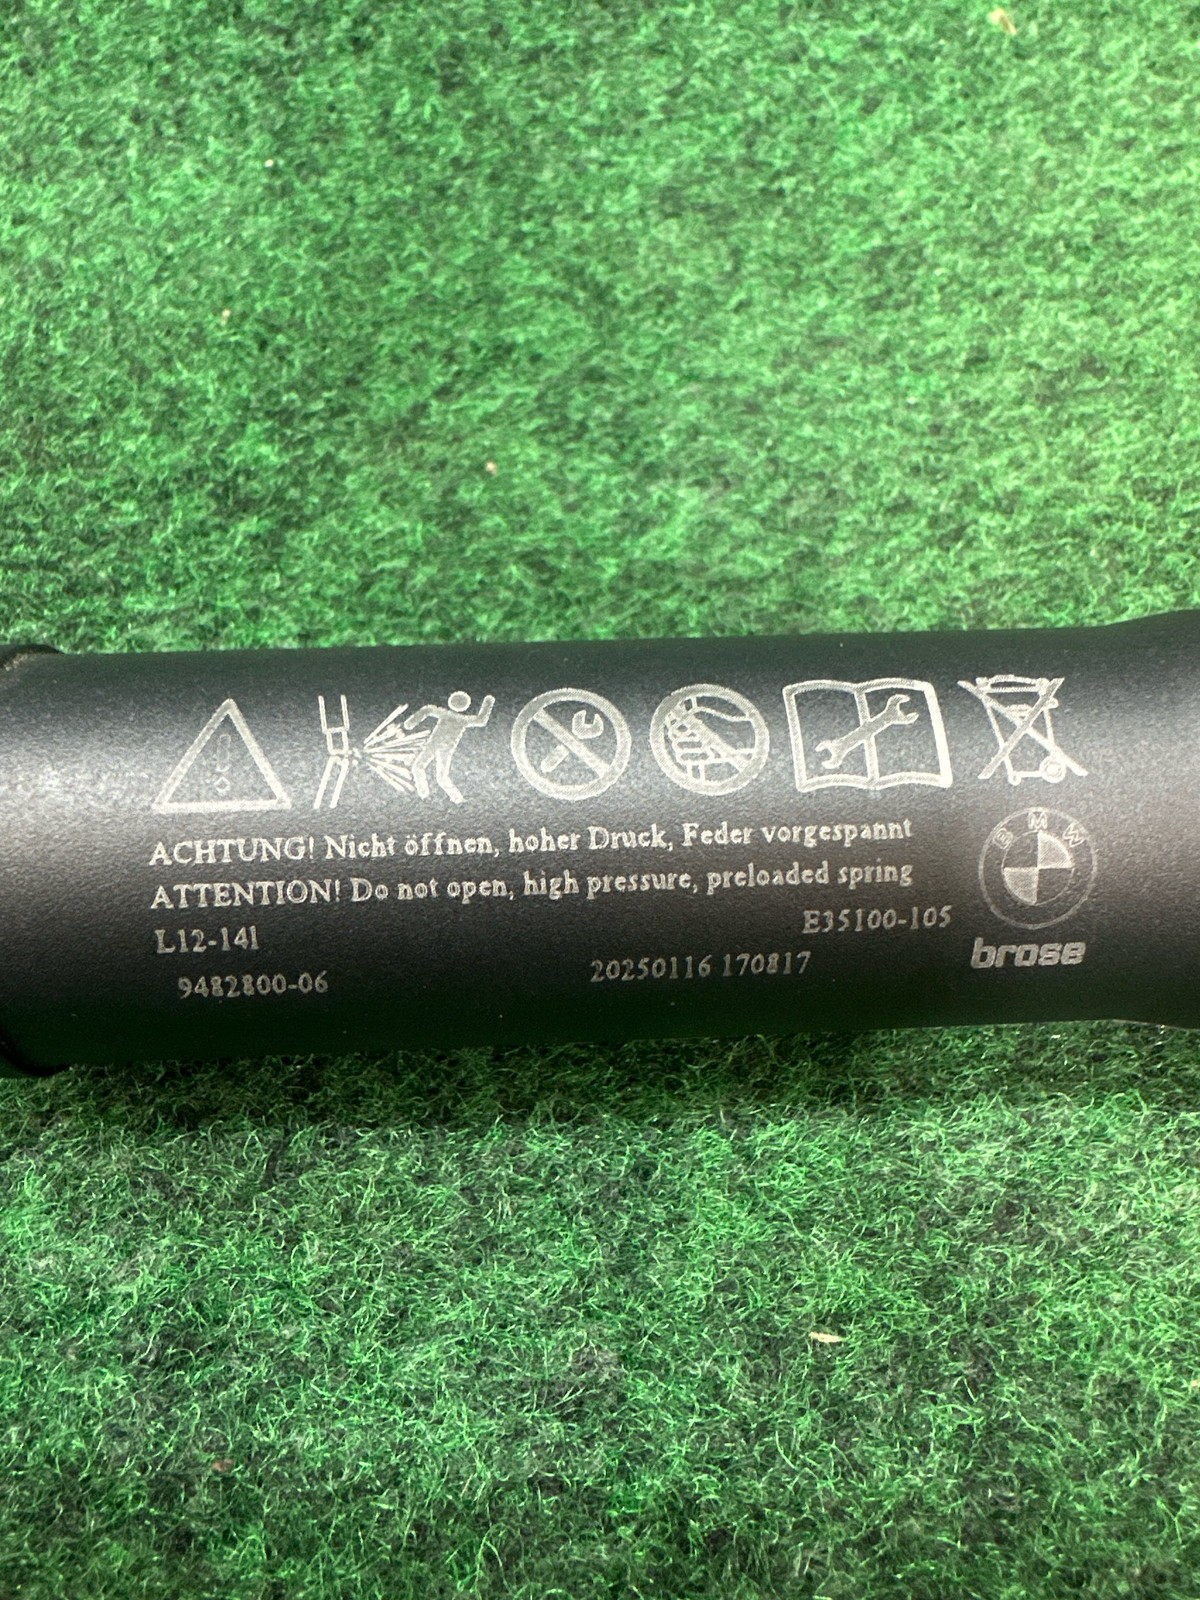 ACHTUNG! Nicht öffnen, hoher Druck, Feder vorgespannt
ATTENTION! Do not open, high pressure, preloaded spring
L12-14l
E35100-105
9482800-06
20250116 170817
BMW
brose